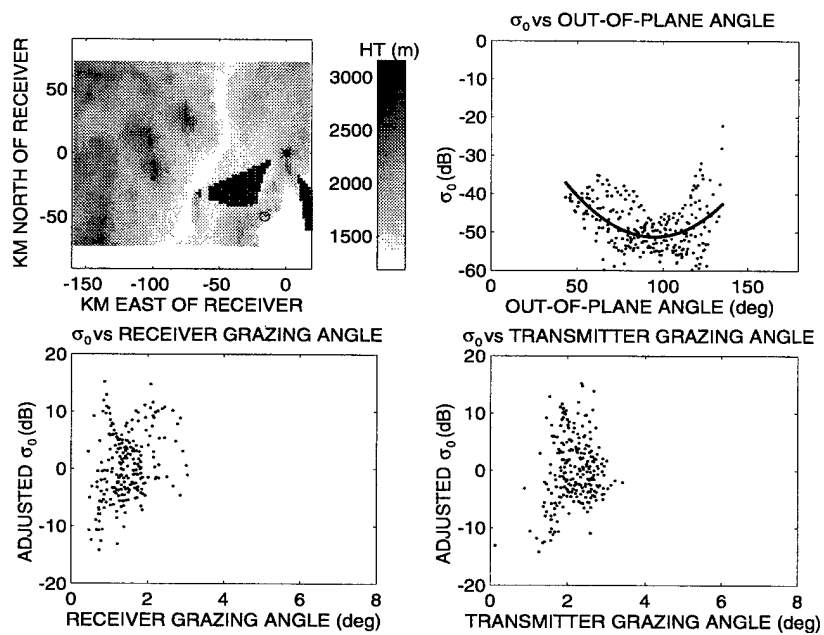 σ₀ vs OUT-OF-PLANE ANGLE
HT (m)
KM NORTH OF RECEIVER
50
0
-50
-150 -100 -50 0
KM EAST OF RECEIVER
3000
2500
2000
1500
σ₀ (dB)
0
-20
-40
-60
0 50 100 150
OUT-OF-PLANE ANGLE (deg)
σ₀ vs RECEIVER GRAZING ANGLE
ADJUSTED σ₀ (dB)
20
10
0
-10
-20
0 2 4 6 8
RECEIVER GRAZING ANGLE (deg)
σ₀ vs TRANSMITTER GRAZING ANGLE
ADJUSTED σ₀ (dB)
20
10
0
-10
-20
0 2 4 6 8
TRANSMITTER GRAZING ANGLE (deg)